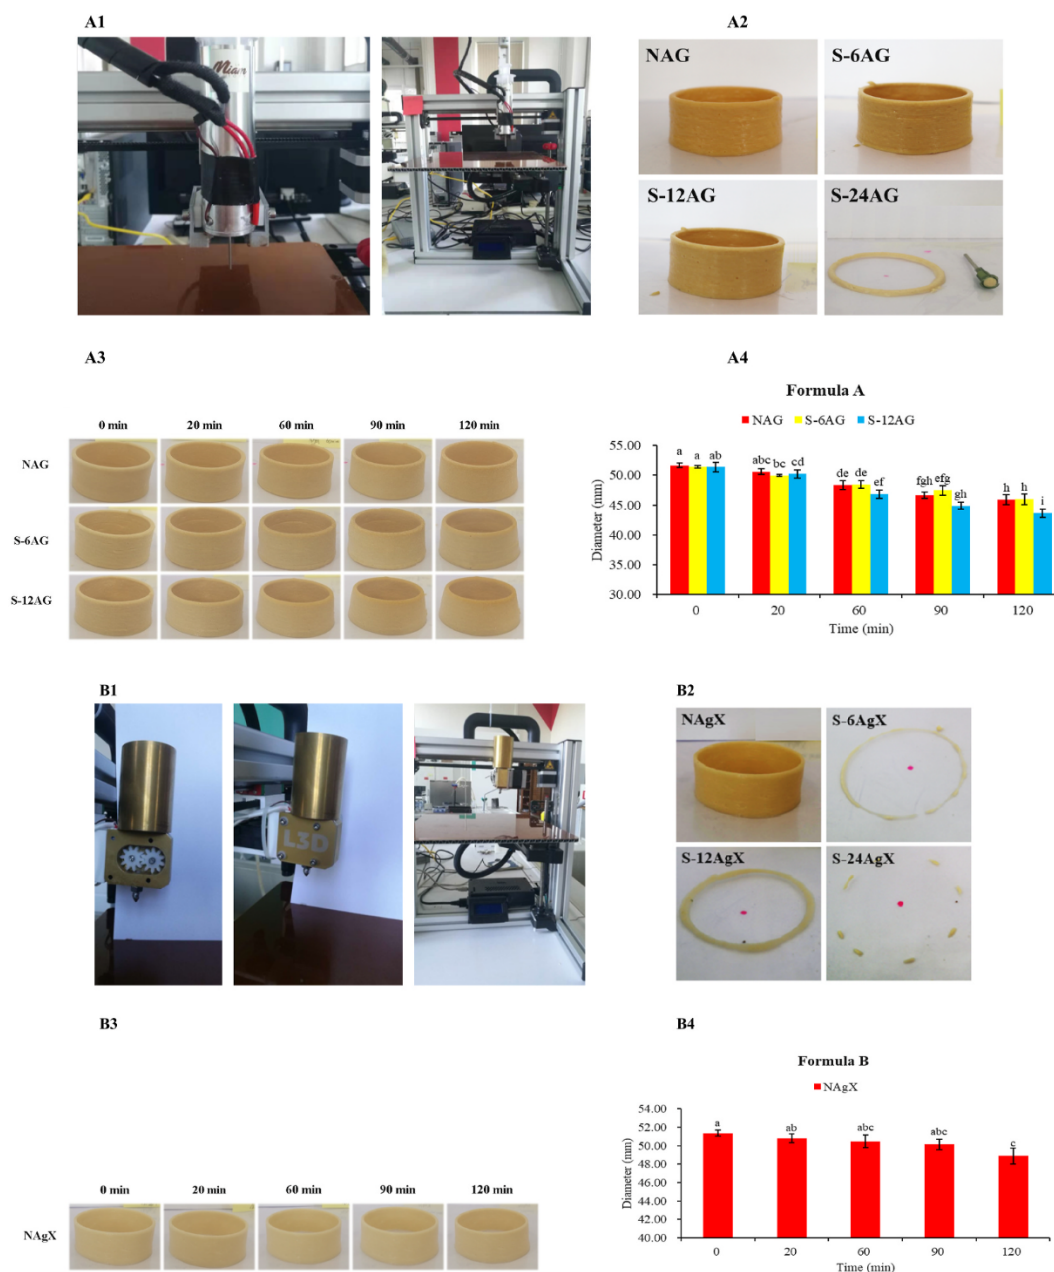 A1
A2
Miam
NAG
S-6AG
S-12AG
S-24AG
A3
A4
0 min 20 min 60 min 90 min 120 min
NAG
S-6AG
S-12AG
Formula A
NAG S-6AG S-12AG
55.00
50.00
45.00
40.00
35.00
30.00
Diameter (mm)
a a ab
abc bc cd
de de ef
fgh efg gh
h h i
0 20 60 90 120
Time (min)
B1
B2
L3D
NAgX
S-6AgX
S-12AgX
S-24AgX
B3
B4
0 min 20 min 60 min 90 min 120 min
NAgX
Formula B
NAgX
54.00
52.00
50.00
48.00
46.00
44.00
42.00
40.00
Diameter (mm)
a ab abc abc c
0 20 60 90 120
Time (min)